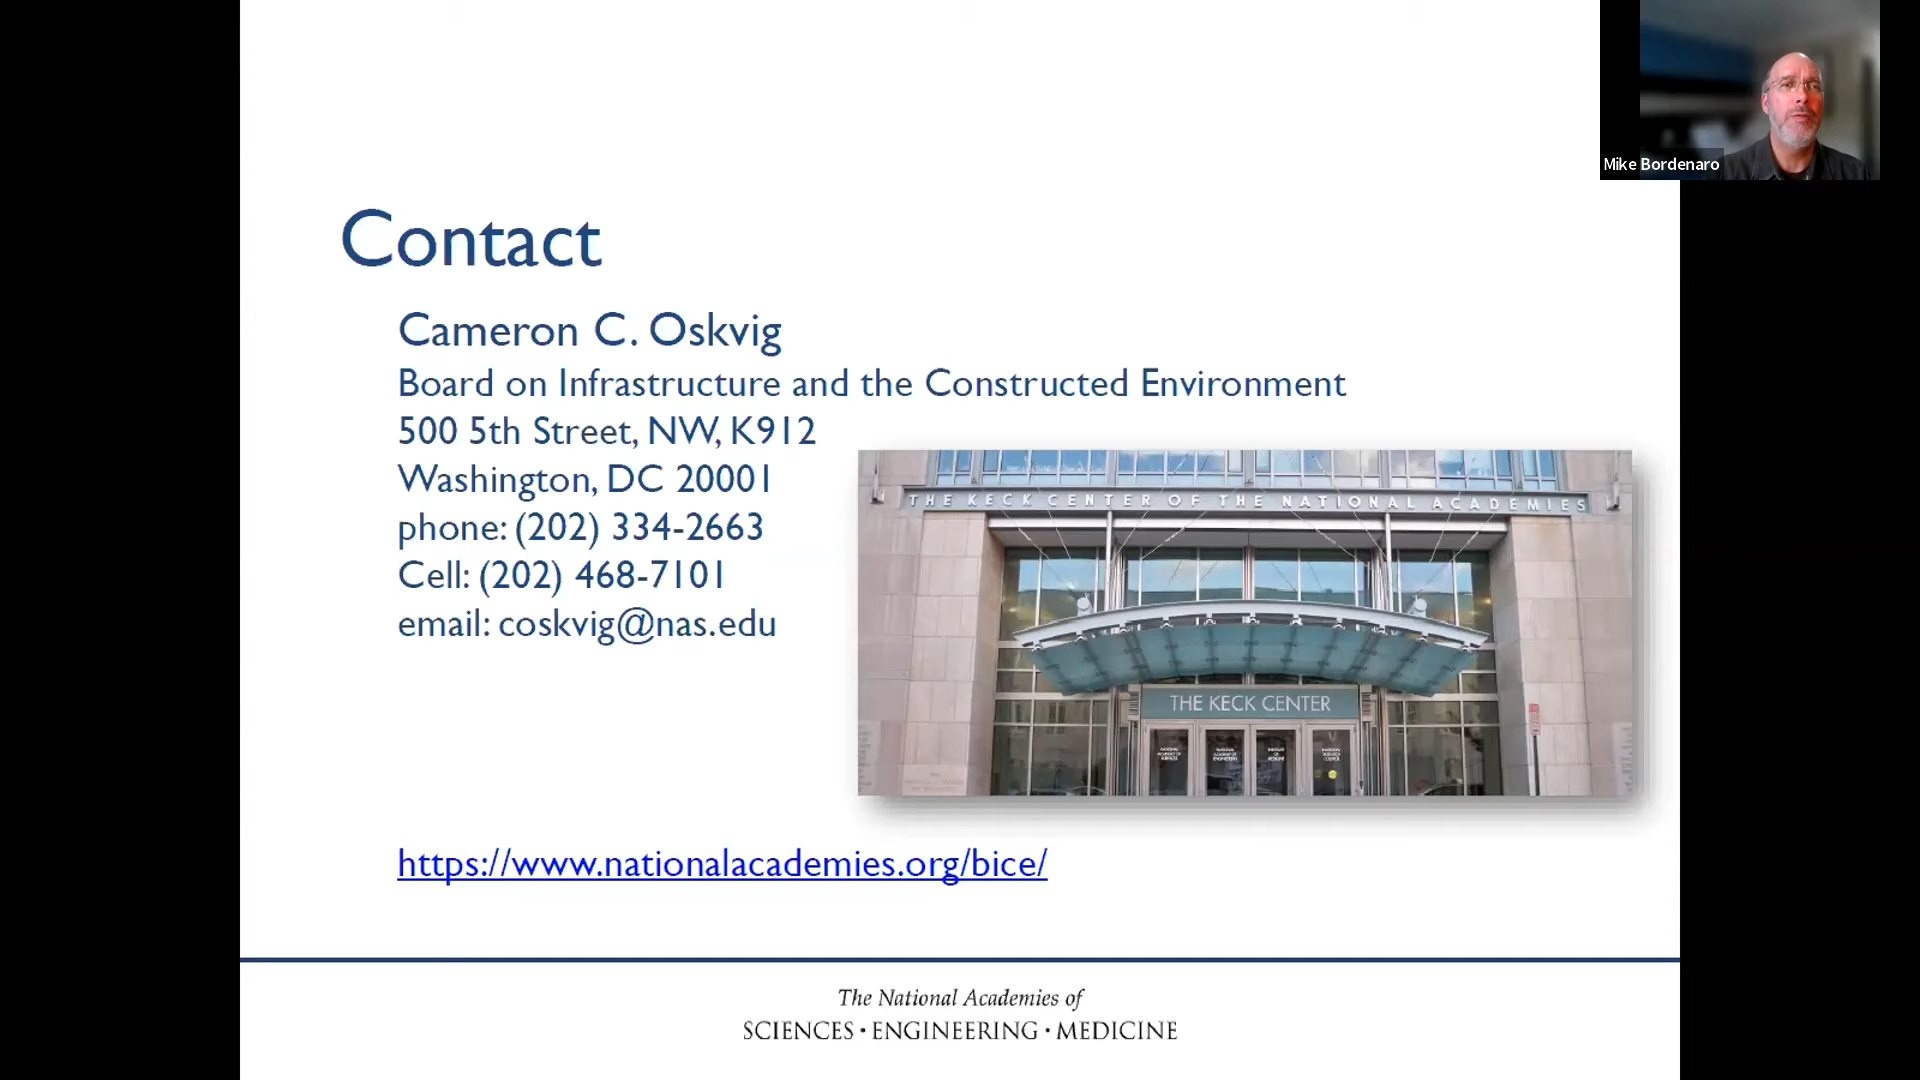 Mike Bordenaro
Contact
Cameron C. Oskvig
Board on Infrastructure and the Constructed Environment
500 5th Street, NW, K912
Washington, DC 20001
phone: (202) 334-2663
Cell: (202) 468-7101
email: coskvig@nas.edu
THE KECK CENTER OF THE NATIONAL ACADEMIES
THE KECK CENTER
https://www.nationalacademies.org/bice/
The National Academies of
SCIENCES · ENGINEERING · MEDICINE